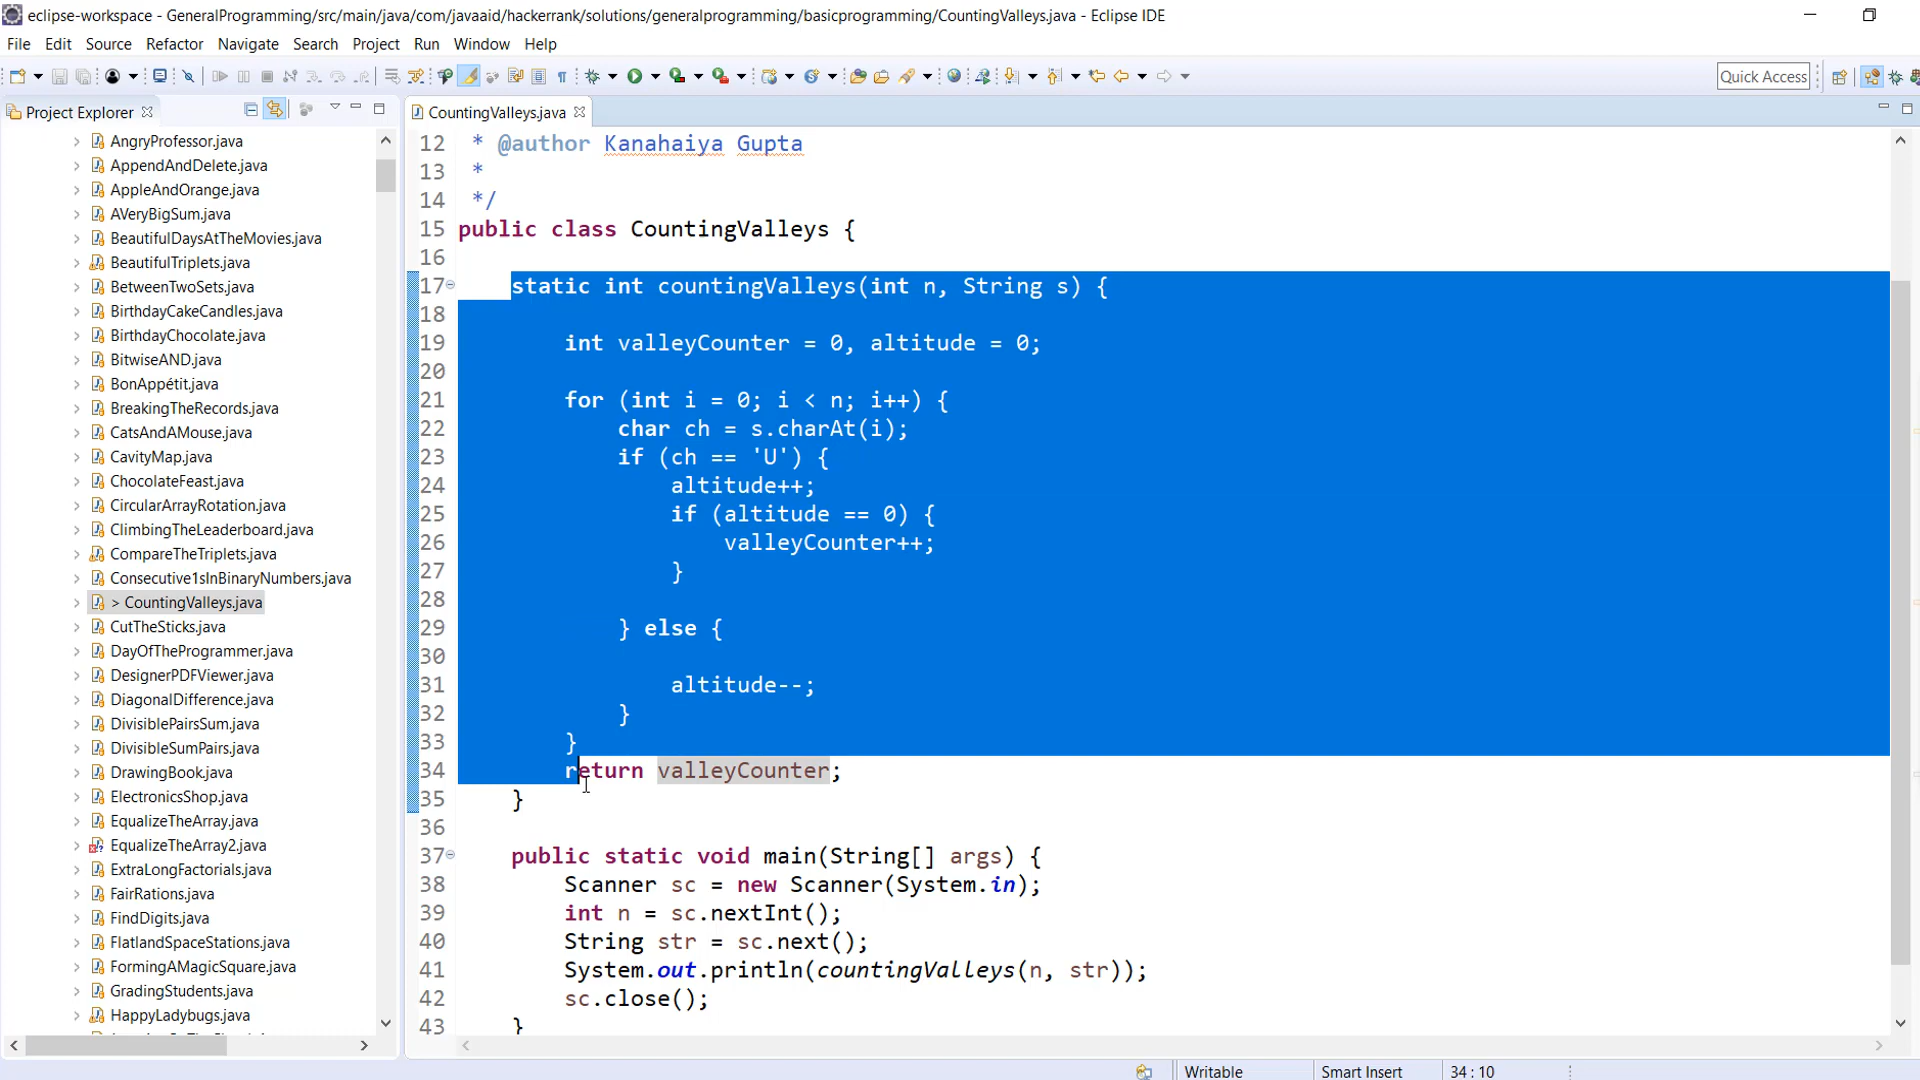 eclipse-workspace - GeneralProgramming/src/main/java/com/javaaid/hackerrank/solutions/generalprogramming/basicprogramming/CountingValleys.java - Eclipse IDE
File Edit Source Refactor Navigate Search Project Run Window Help
Quick Access
Project Explorer
AngryProfessor.java
AppendAndDelete.java
AppleAndOrange.java
AVeryBigSum.java
BeautifulDaysAtTheMovies.java
BeautifulTriplets.java
BetweenTwoSets.java
BirthdayCakeCandles.java
BirthdayChocolate.java
BitwiseAND.java
BonAppétit.java
BreakingTheRecords.java
CatsAndAMouse.java
CavityMap.java
ChocolateFeast.java
CircularArrayRotation.java
ClimbingTheLeaderboard.java
CompareTheTriplets.java
Consecutive1sInBinaryNumbers.java
> CountingValleys.java
CutTheSticks.java
DayOfTheProgrammer.java
DesignerPDFViewer.java
DiagonalDifference.java
DivisiblePairsSum.java
DivisibleSumPairs.java
DrawingBook.java
ElectronicsShop.java
EqualizeTheArray.java
EqualizeTheArray2.java
ExtraLongFactorials.java
FairRations.java
FindDigits.java
FlatlandSpaceStations.java
FormingAMagicSquare.java
GradingStudents.java
HappyLadybugs.java
CountingValleys.java
12 * @author Kanahaiya Gupta
13 *
14 */
15 public class CountingValleys {
16
17 static int countingValleys(int n, String s) {
18
19 int valleyCounter = 0, altitude = 0;
20
21 for (int i = 0; i < n; i++) {
22 char ch = s.charAt(i);
23 if (ch == 'U') {
24 altitude++;
25 if (altitude == 0) {
26 valleyCounter++;
27 }
28
29 } else {
30
31 altitude--;
32 }
33 }
34 return valleyCounter;
35 }
36
37 public static void main(String[] args) {
38 Scanner sc = new Scanner(System.in);
39 int n = sc.nextInt();
40 String str = sc.next();
41 System.out.println(countingValleys(n, str));
42 sc.close();
43 }
Writable Smart Insert 34 : 10